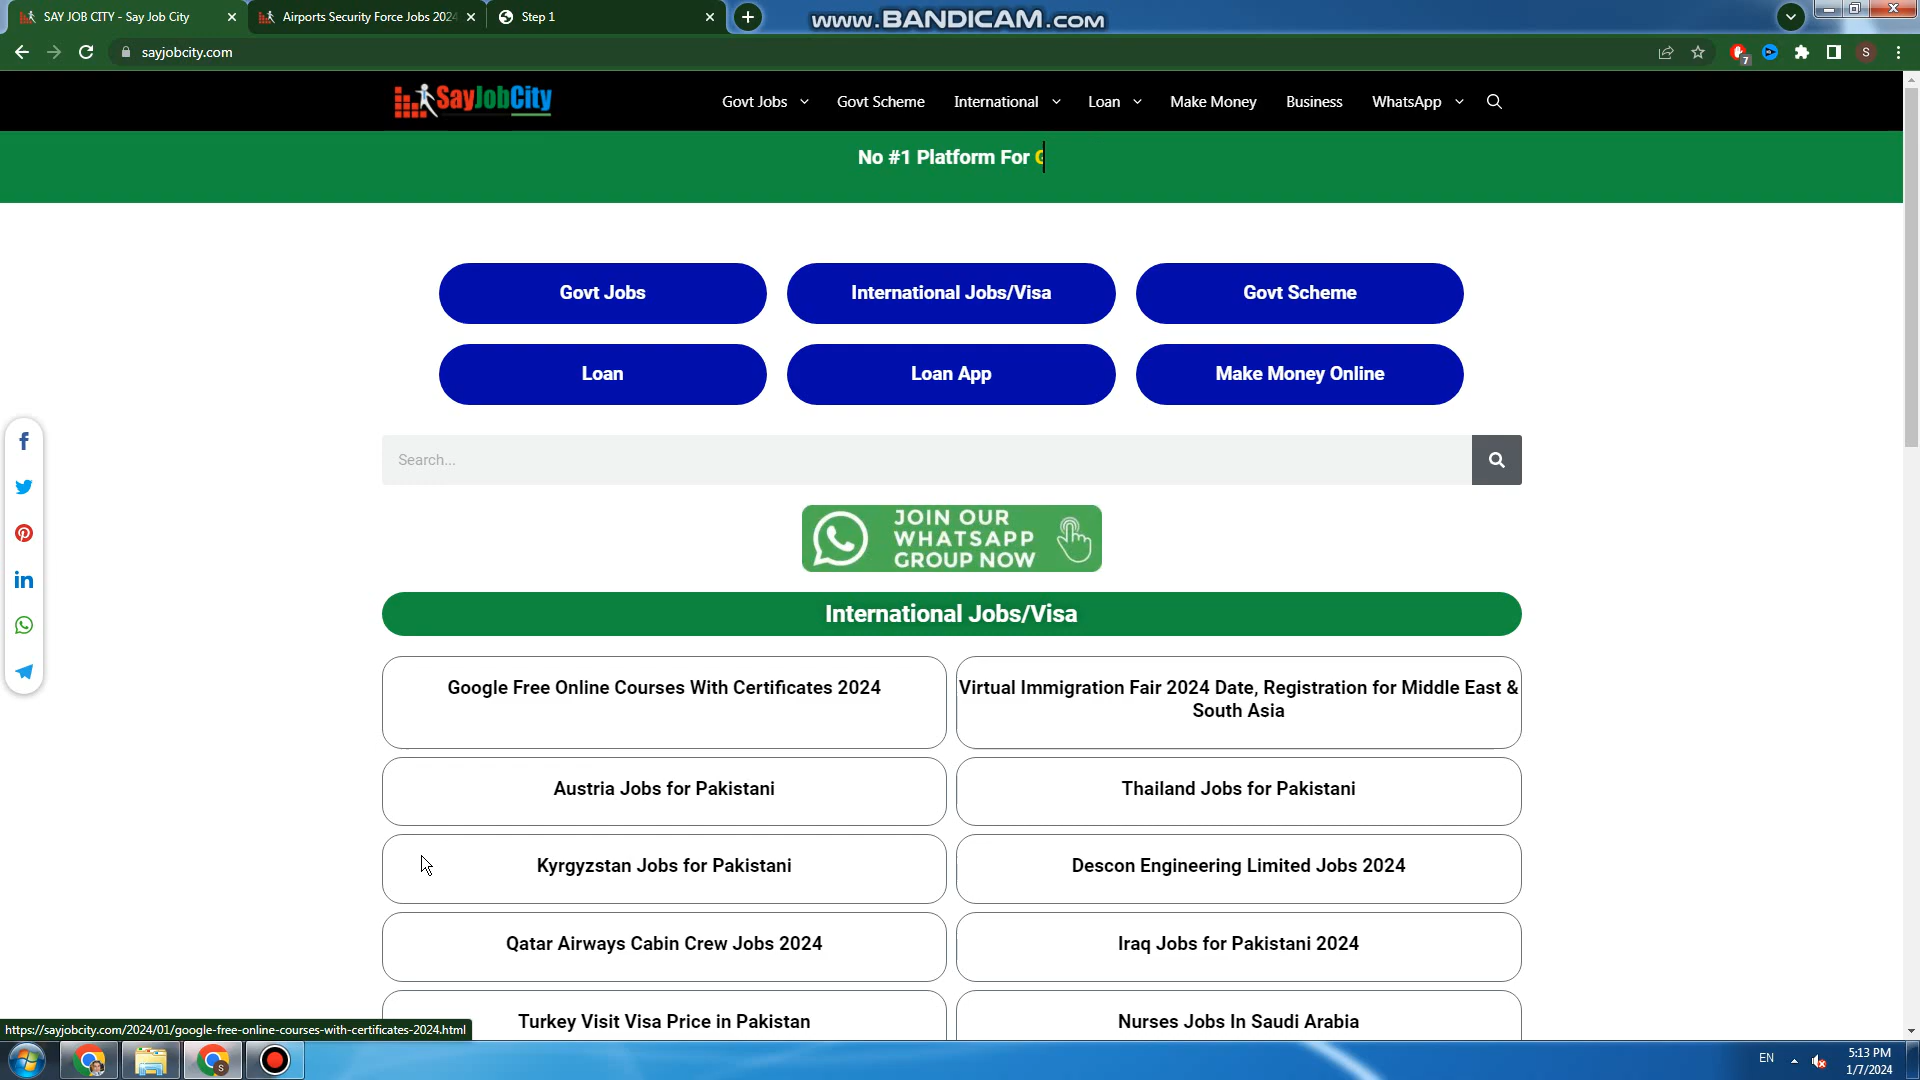 SAY JOB CITY - Say Job City
Airports Security Force Jobs 2024
Step 1
www.BANDICAM.com
sayjobcity.com
7
S
SayJobCity
Govt Jobs
Govt Scheme
International
Loan
Make Money
Business
WhatsApp
No #1 Platform For G
Govt Jobs
International Jobs/Visa
Govt Scheme
Loan
Loan App
Make Money Online
Search...
JOIN OUR
WHATSAPP
GROUP NOW
International Jobs/Visa
Google Free Online Courses With Certificates 2024
Virtual Immigration Fair 2024 Date, Registration for Middle East &
South Asia
Austria Jobs for Pakistani
Thailand Jobs for Pakistani
Kyrgyzstan Jobs for Pakistani
Descon Engineering Limited Jobs 2024
Qatar Airways Cabin Crew Jobs 2024
Iraq Jobs for Pakistani 2024
Turkey Visit Visa Price in Pakistan
Nurses Jobs In Saudi Arabia
https://sayjobcity.com/2024/01/google-free-online-courses-with-certificates-2024.html
EN
5:13 PM
1/7/2024